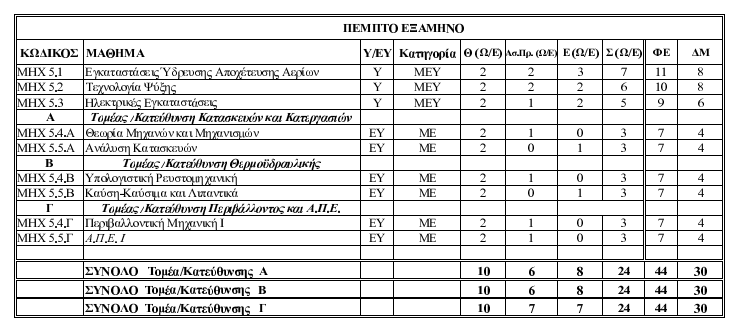 ΠΕΜΠΤΟ ΕΞΑΜΗΝΟ
ΚΩΔΙΚΟΣ ΜΑΘΗΜΑ Υ/ΕΥ Κατηγορία Θ (Ω/Ε) Ασ.Πρ. (Ω/Ε) Ε (Ω/Ε) Σ (Ω/Ε) ΦΕ ΔΜ
ΜΗΧ 5.1 Εγκαταστάσεις Ύδρευσης Αποχέτευσης Αερίων Υ ΜΕΥ 2 2 3 7 11 8
ΜΗΧ 5.2 Τεχνολογία Ψύξης Υ ΜΕΥ 2 2 2 6 10 8
ΜΗΧ 5.3 Ηλεκτρικές Εγκαταστάσεις Υ ΜΕΥ 2 1 2 5 9 6
Α Τομέας /Κατεύθυνση Κατασκευών και Κατεργασιών
ΜΗΧ 5.4.Α Θεωρία Μηχανών και Μηχανισμών ΕΥ ΜΕ 2 1 0 3 7 4
ΜΗΧ 5.5.Α Ανάλυση Κατασκευών ΕΥ ΜΕ 2 0 1 3 7 4
Β Τομέας /Κατεύθυνση Θερμοϋδραυλικής
ΜΗΧ 5.4.Β Υπολογιστική Ρευστομηχανική ΕΥ ΜΕ 2 1 0 3 7 4
ΜΗΧ 5.5.Β Καύση-Καύσιμα και Λιπαντικά ΕΥ ΜΕ 2 0 1 3 7 4
Γ Τομέας /Κατεύθυνση Περιβάλλοντος και Α.Π.Ε.
ΜΗΧ 5.4.Γ Περιβαλλοντική Μηχανική Ι ΕΥ ΜΕ 2 1 0 3 7 4
ΜΗΧ 5.5.Γ Α.Π.Ε. Ι ΕΥ ΜΕ 2 1 0 3 7 4
ΣΥΝΟΛΟ Τομέα/Κατεύθυνσης Α 10 6 8 24 44 30
ΣΥΝΟΛΟ Τομέα/Κατεύθυνσης Β 10 6 8 24 44 30
ΣΥΝΟΛΟ Τομέα/Κατεύθυνσης Γ 10 7 7 24 44 30